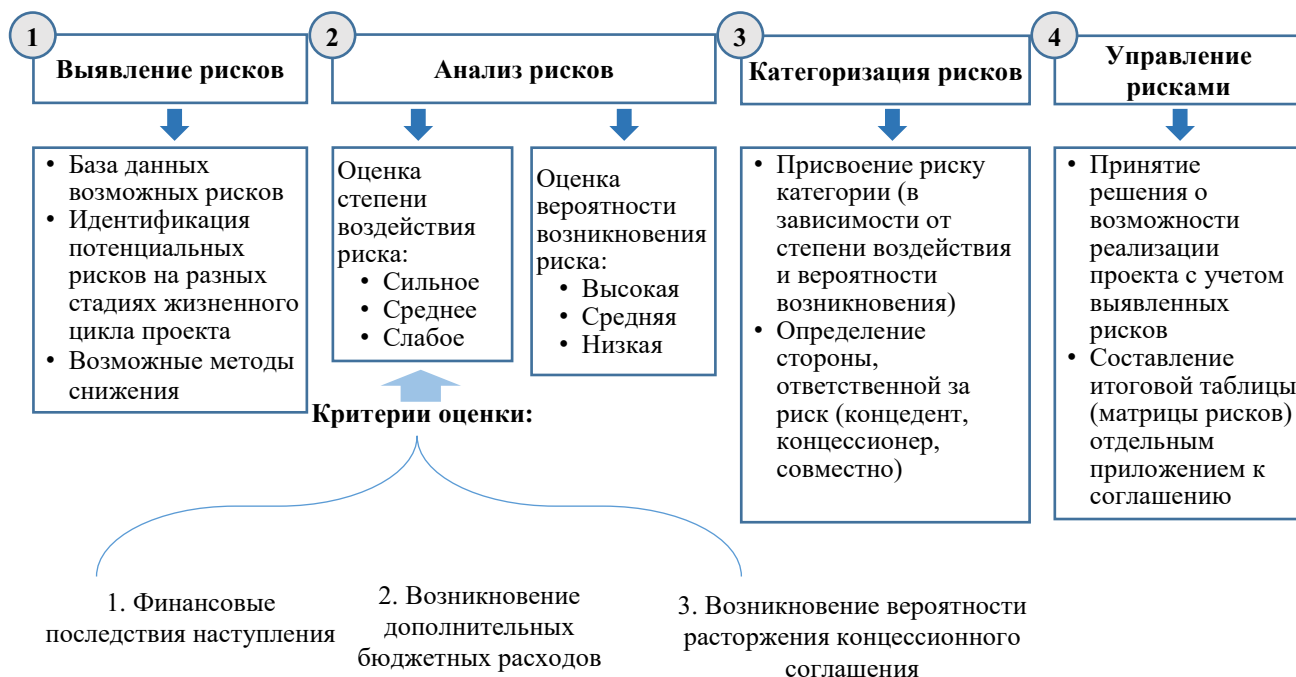 1
Выявление рисков
2
Анализ рисков
3
Категоризация рисков
4
Управление
рисками
• База данных
возможных рисков
• Идентификация
потенциальных
рисков на разных
стадиях жизненного
цикла проекта
• Возможные методы
снижения
Оценка
степени
воздействия
риска:
• Сильное
• Среднее
• Слабое
Оценка
вероятности
возникновения
риска:
• Высокая
• Средняя
• Низкая
• Присвоение риску
категории (в
зависимости от
степени воздействия
и вероятности
возникновения)
• Определение
стороны,
ответственной за
риск (концедент,
концессионер,
совместно)
• Принятие
решения о
возможности
реализации
проекта с учетом
выявленных
рисков
• Составление
итоговой таблицы
(матрицы рисков)
отдельным
приложением к
соглашению
Критерии оценки:
1. Финансовые
последствия наступления
2. Возникновение
дополнительных
бюджетных расходов
3. Возникновение вероятности
расторжения концессионного
соглашения